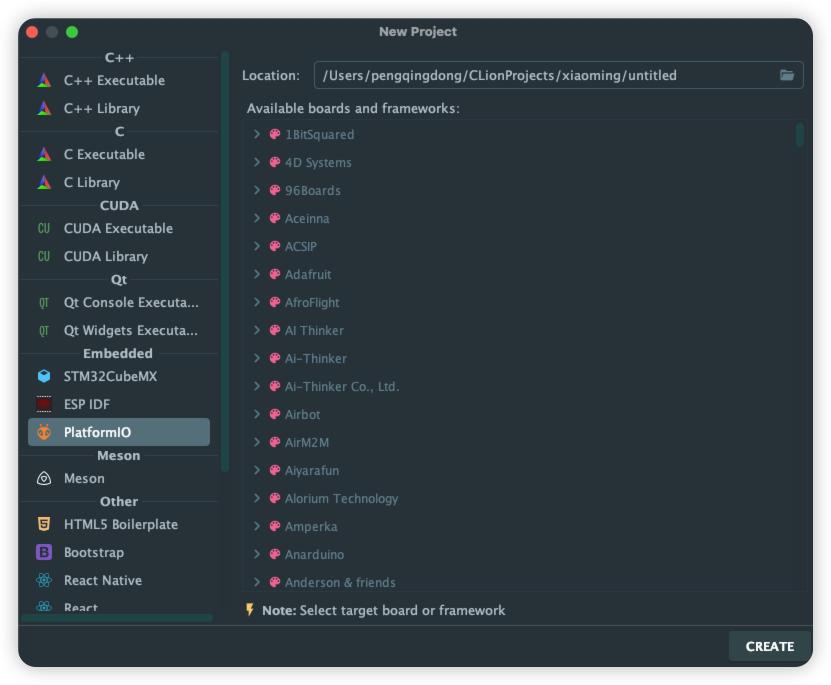 New Project
C++
C++ Executable
C++ Library
C
C Executable
C Library
CUDA
CU CUDA Executable
CU CUDA Library
Qt
QT Qt Console Executa...
QT Qt Widgets Executa...
Embedded
STM32CubeMX
ESP IDF
PlatformIO
Meson
Meson
Other
5 HTML5 Boilerplate
B Bootstrap
React Native
React
Location: /Users/pengqingdong/CLionProjects/xiaoming/untitled
Available boards and frameworks:
1BitSquared
4D Systems
96Boards
Aceinna
ACSIP
Adafruit
AfroFlight
AI Thinker
Ai-Thinker
Ai-Thinker Co., Ltd.
Airbot
AirM2M
Aiyarafun
Alorium Technology
Amperka
Anarduino
Anderson & friends
Note: Select target board or framework
CREATE